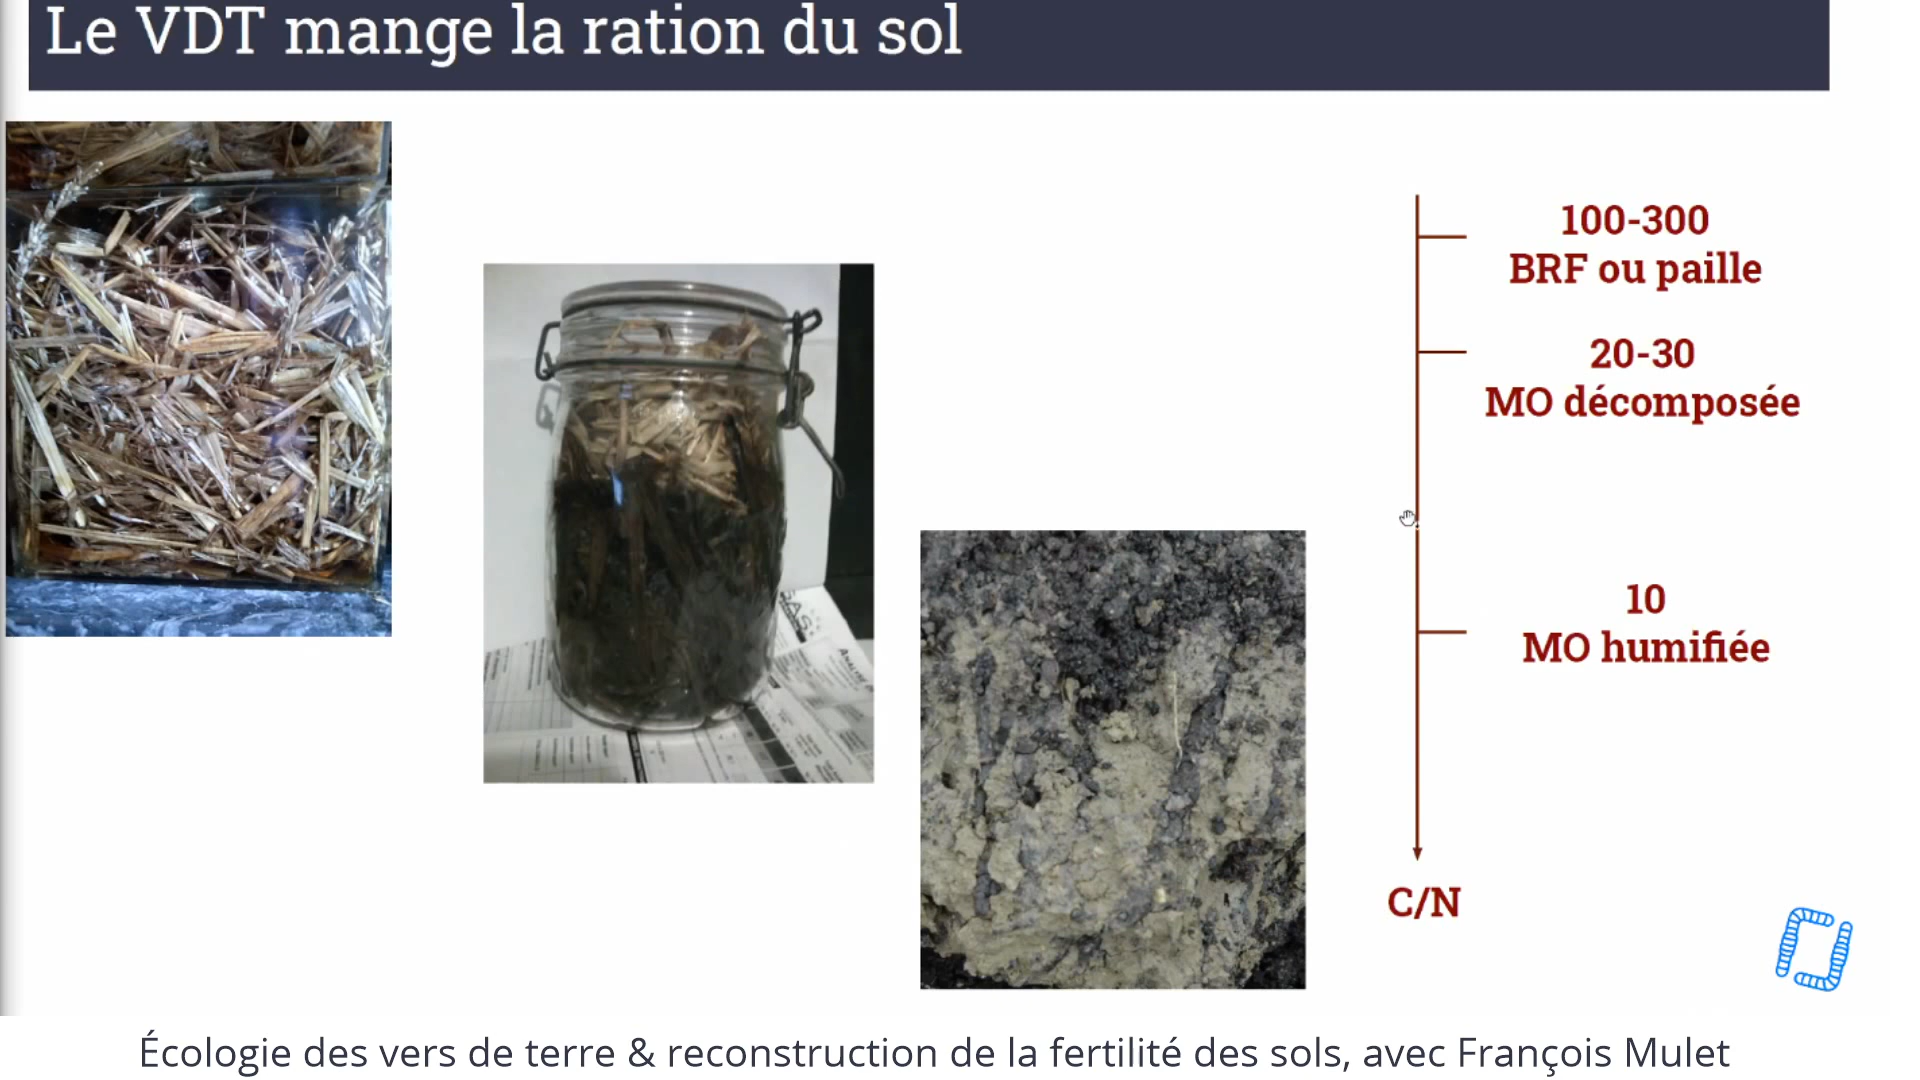 Le VDT mange la ration du sol
100-300
BRF ou paille
20-30
MO décomposée
10
MO humifiée
C/N
Écologie des vers de terre & reconstruction de la fertilité des sols, avec François Mulet